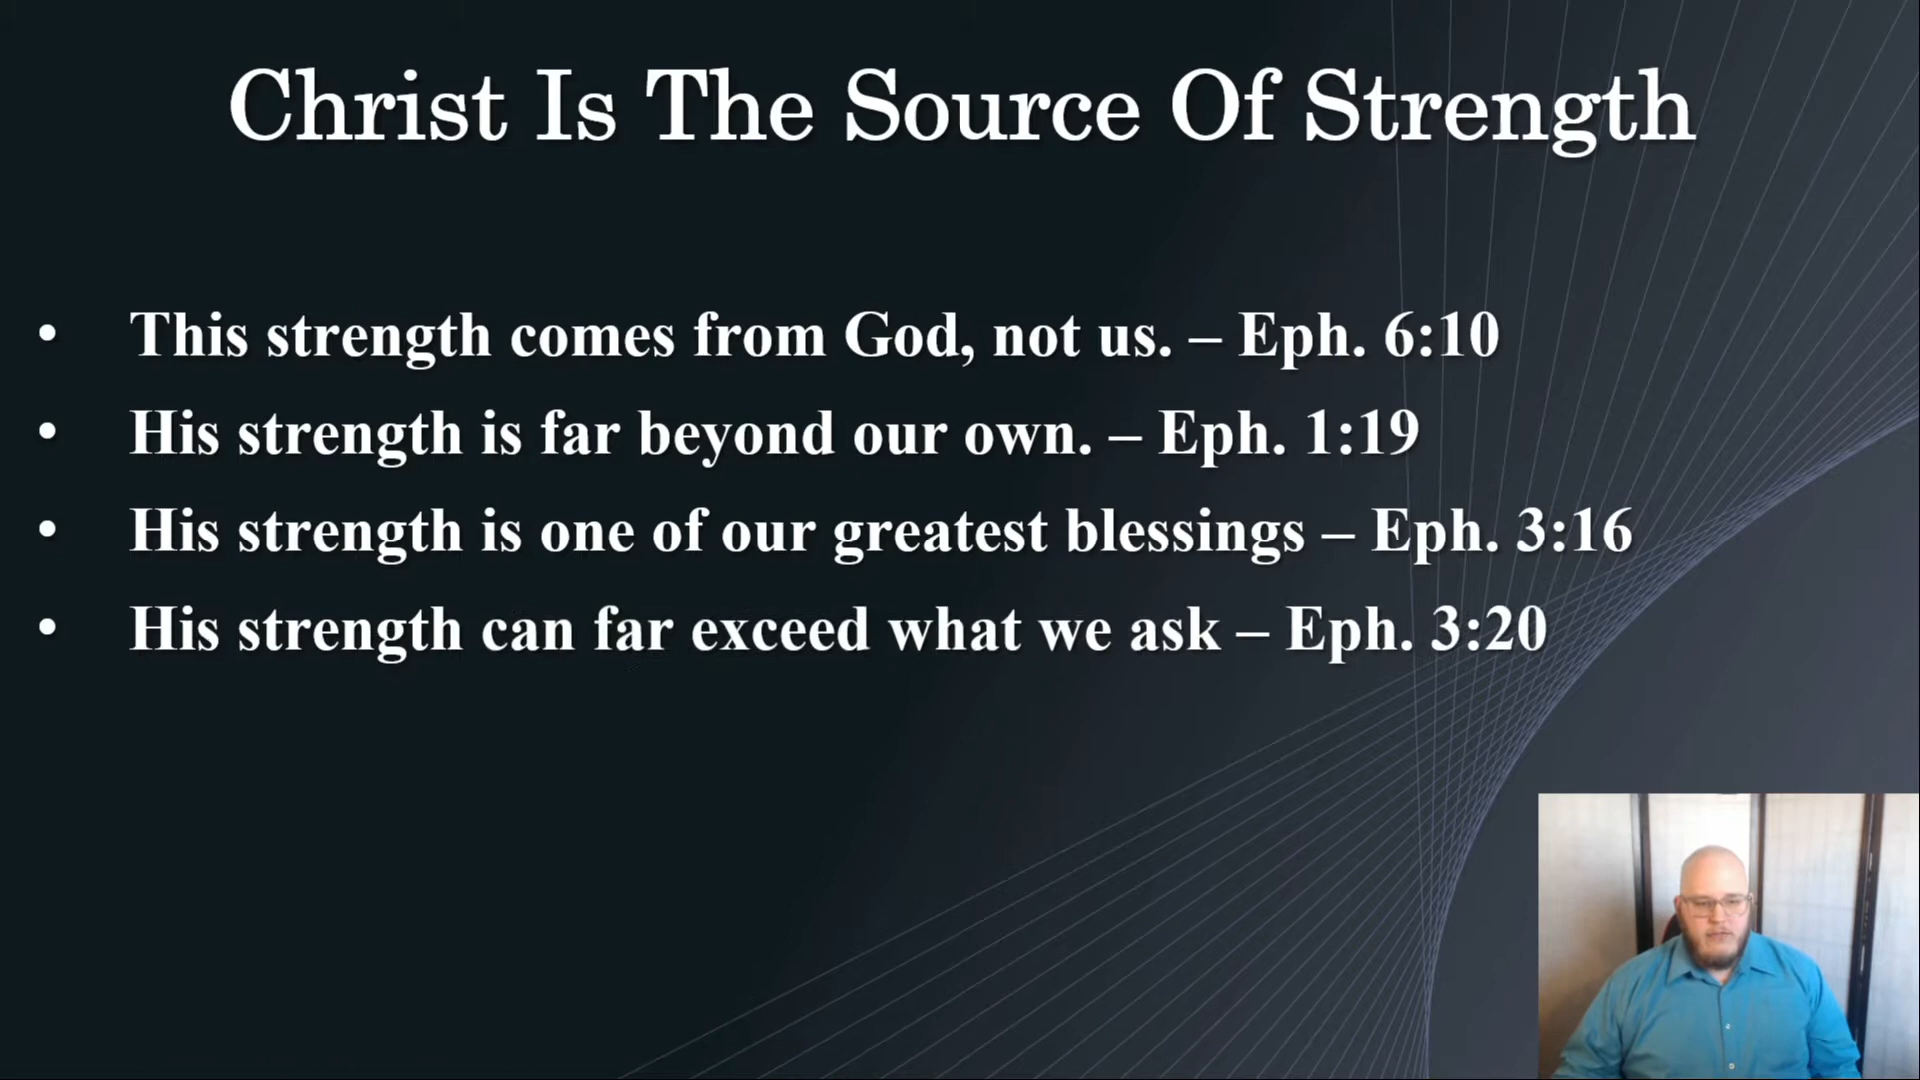 Christ Is The Source Of Strength
• This strength comes from God, not us. – Eph. 6:10
• His strength is far beyond our own. – Eph. 1:19
• His strength is one of our greatest blessings – Eph. 3:16
• His strength can far exceed what we ask – Eph. 3:20